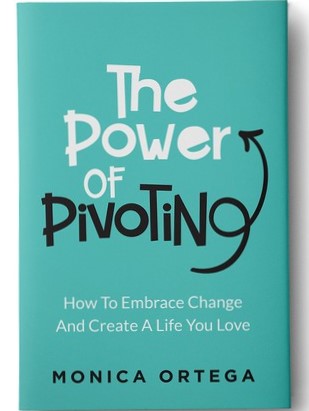 The
Power
OF
PIVOTING
How To Embrace Change
And Create A Life You Love
MONICA ORTEGA